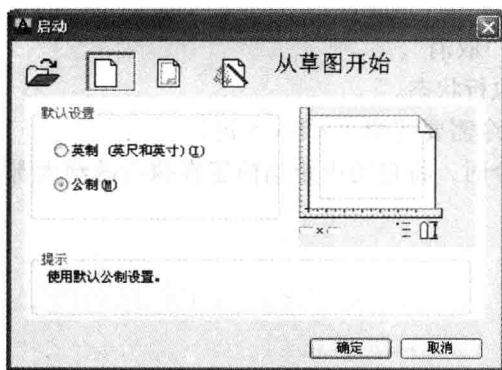 启动
从草图开始
默认设置
英制 (英尺和英寸)(I)
公制(M)
提示
使用默认公制设置。
确定
取消